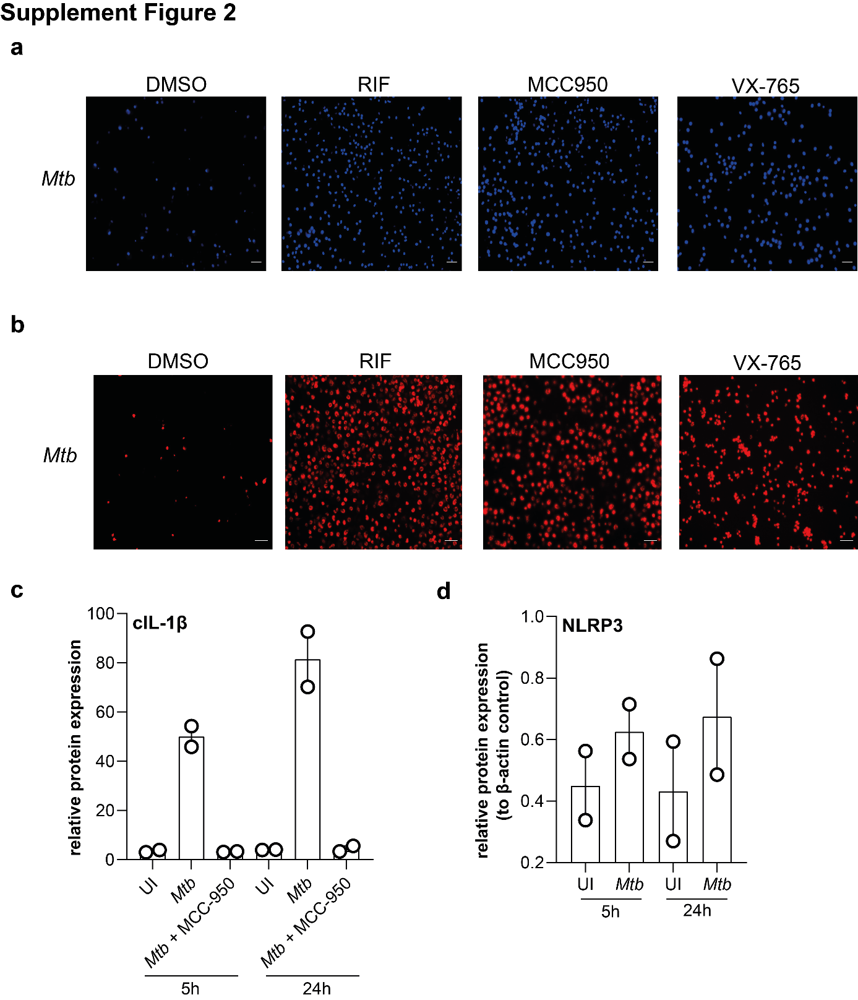 Supplement Figure 2
a
DMSO RIF MCC950 VX-765
Mtb
b
DMSO RIF MCC950 VX-765
Mtb
c
cIL-1β
relative protein expression
100
80
60
40
20
0
UI Mtb Mtb + MCC-950 UI Mtb Mtb + MCC-950
5h 24h
d
NLRP3
relative protein expression
(to β-actin control)
1.0
0.8
0.6
0.4
0.2
UI Mtb UI Mtb
5h 24h